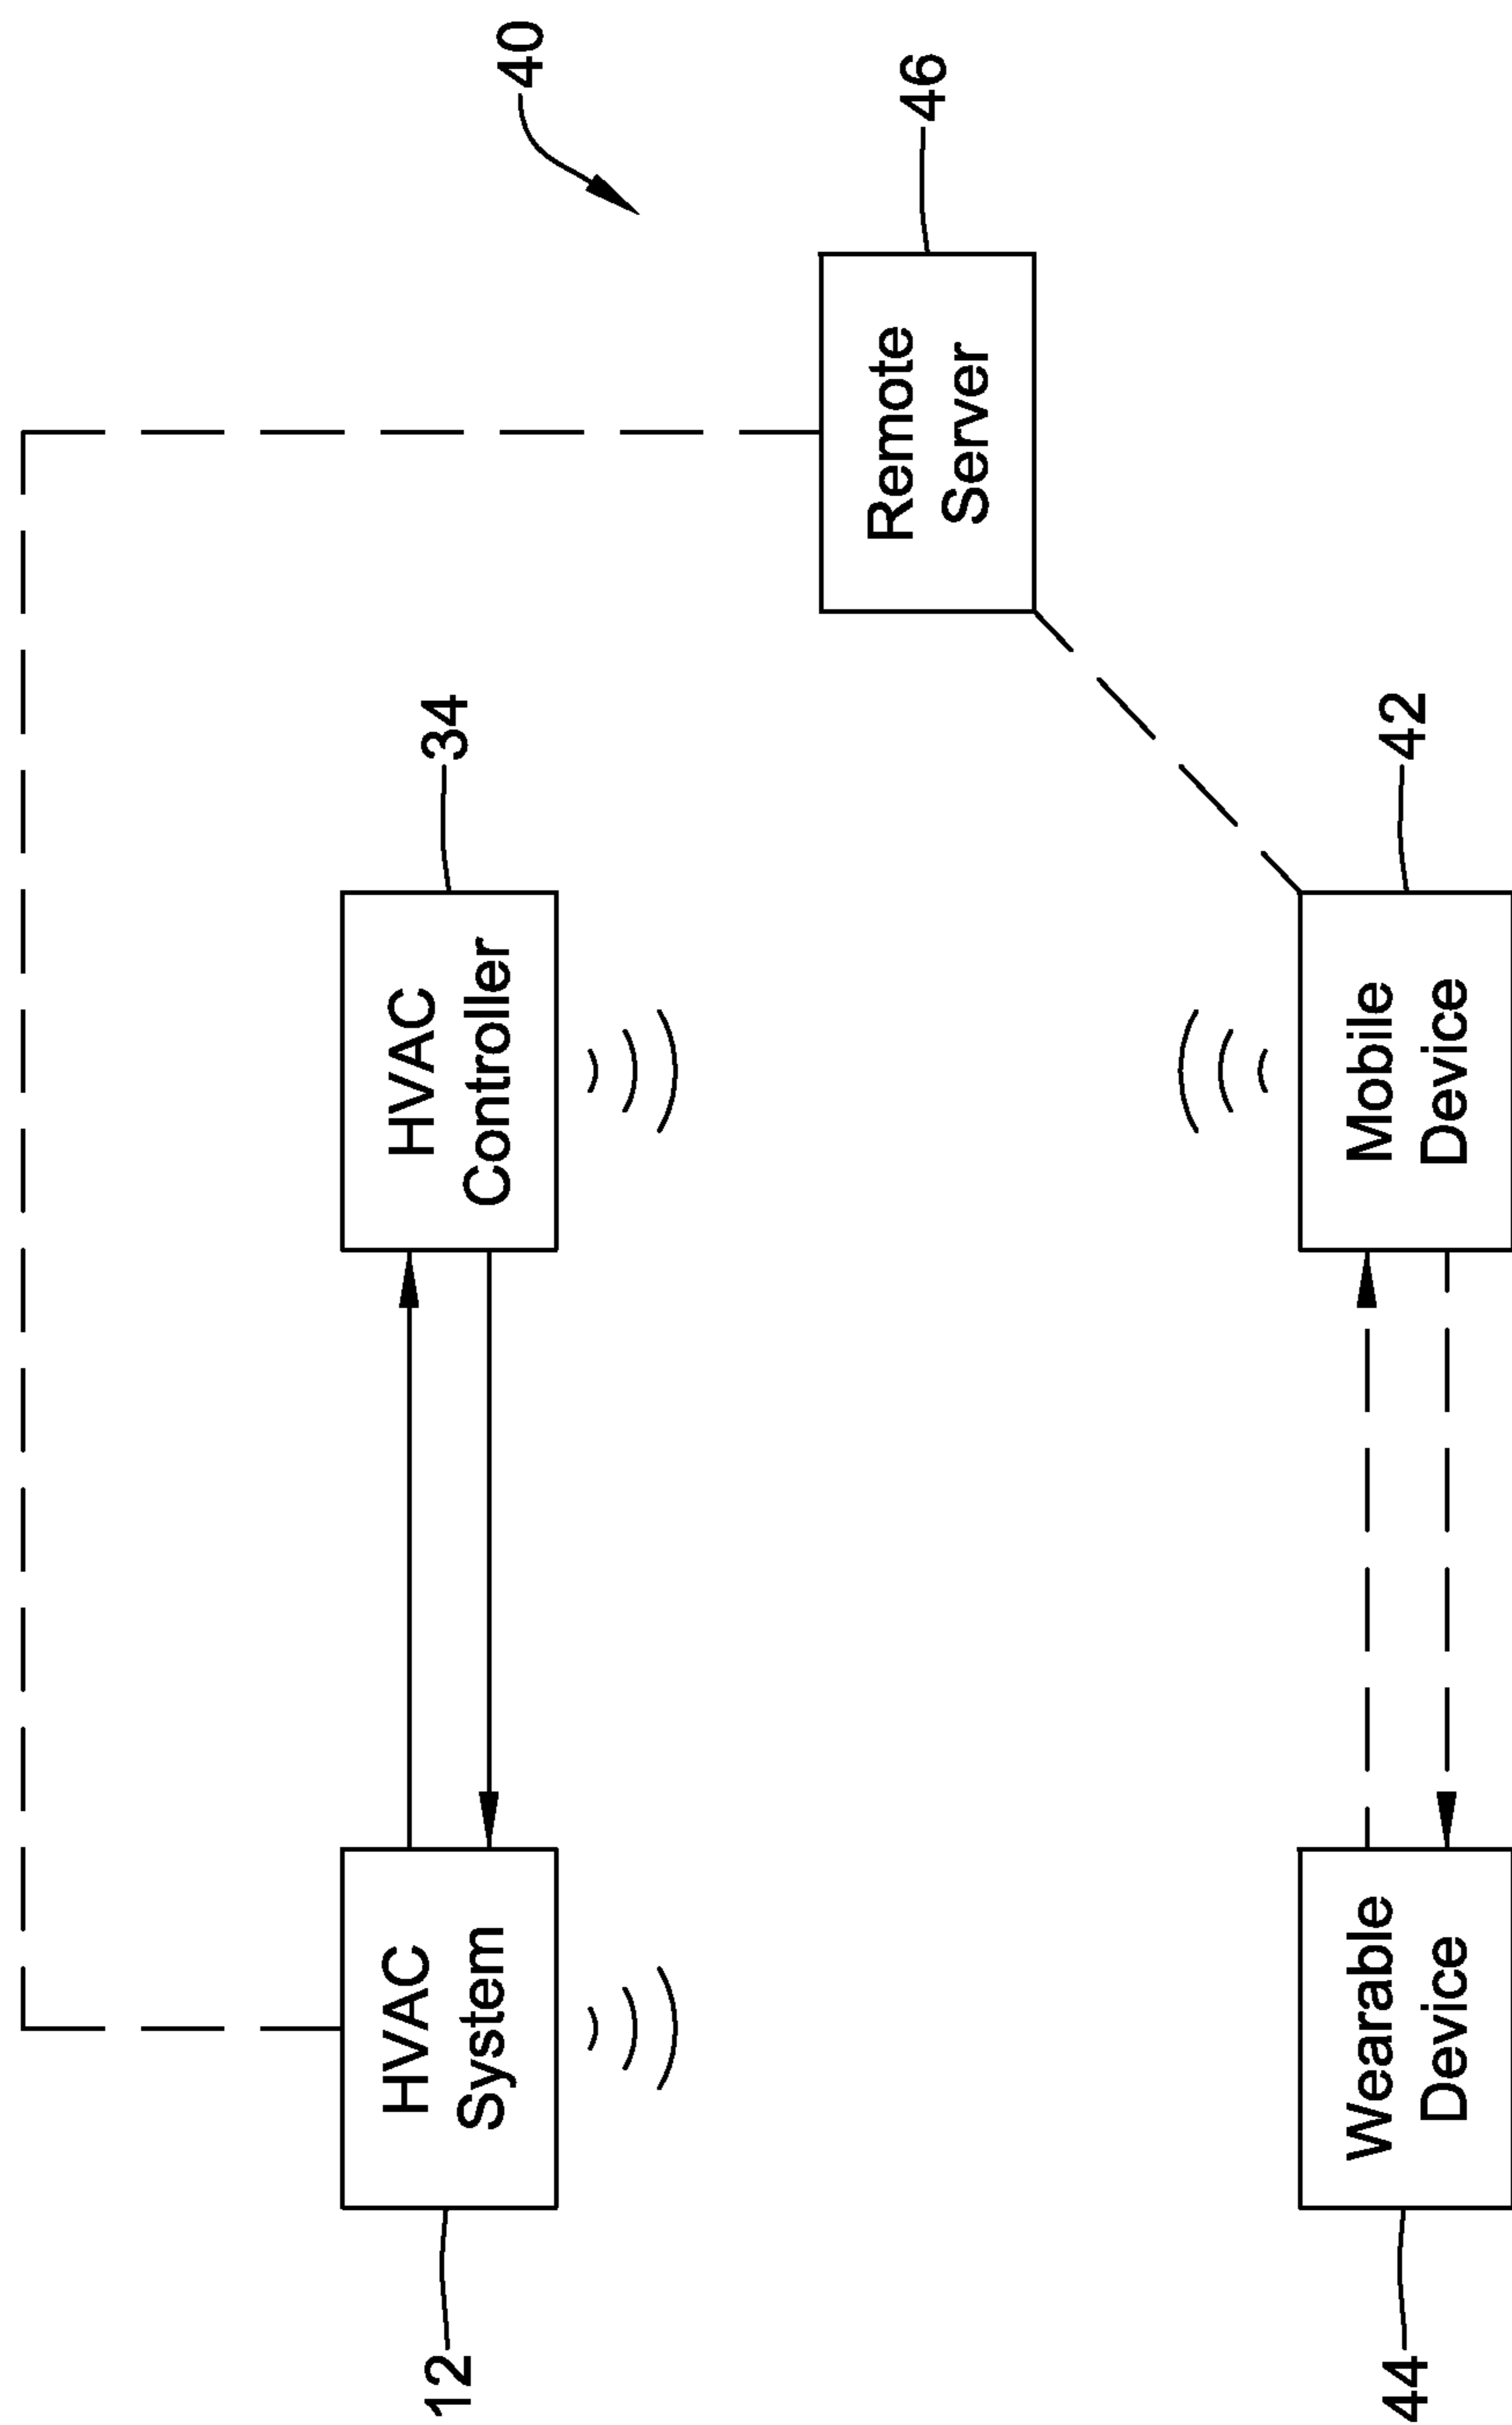 40
46
Remote
Server
34
HVAC
Controller
12
HVAC
System
42
Mobile
Device
44
Wearable
Device